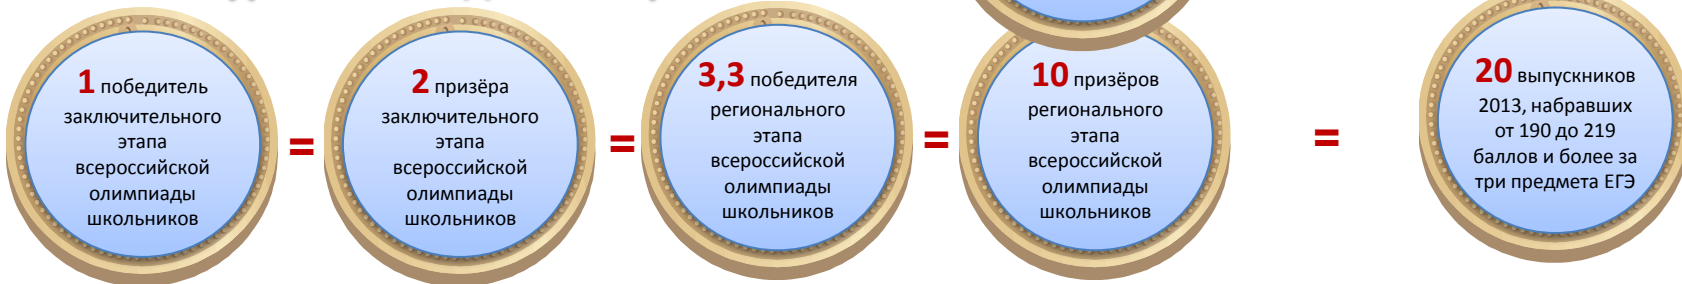 1 победитель
заключительного
этапа
всероссийской
олимпиады
школьников
=
2 призёра
заключительного
этапа
всероссийской
олимпиады
школьников
=
3,3 победителя
регионального
этапа
всероссийской
олимпиады
школьников
=
10 призёров
регионального
этапа
всероссийской
олимпиады
школьников
=
20 выпускников
2013, набравших
от 190 до 219
баллов и более за
три предмета ЕГЭ